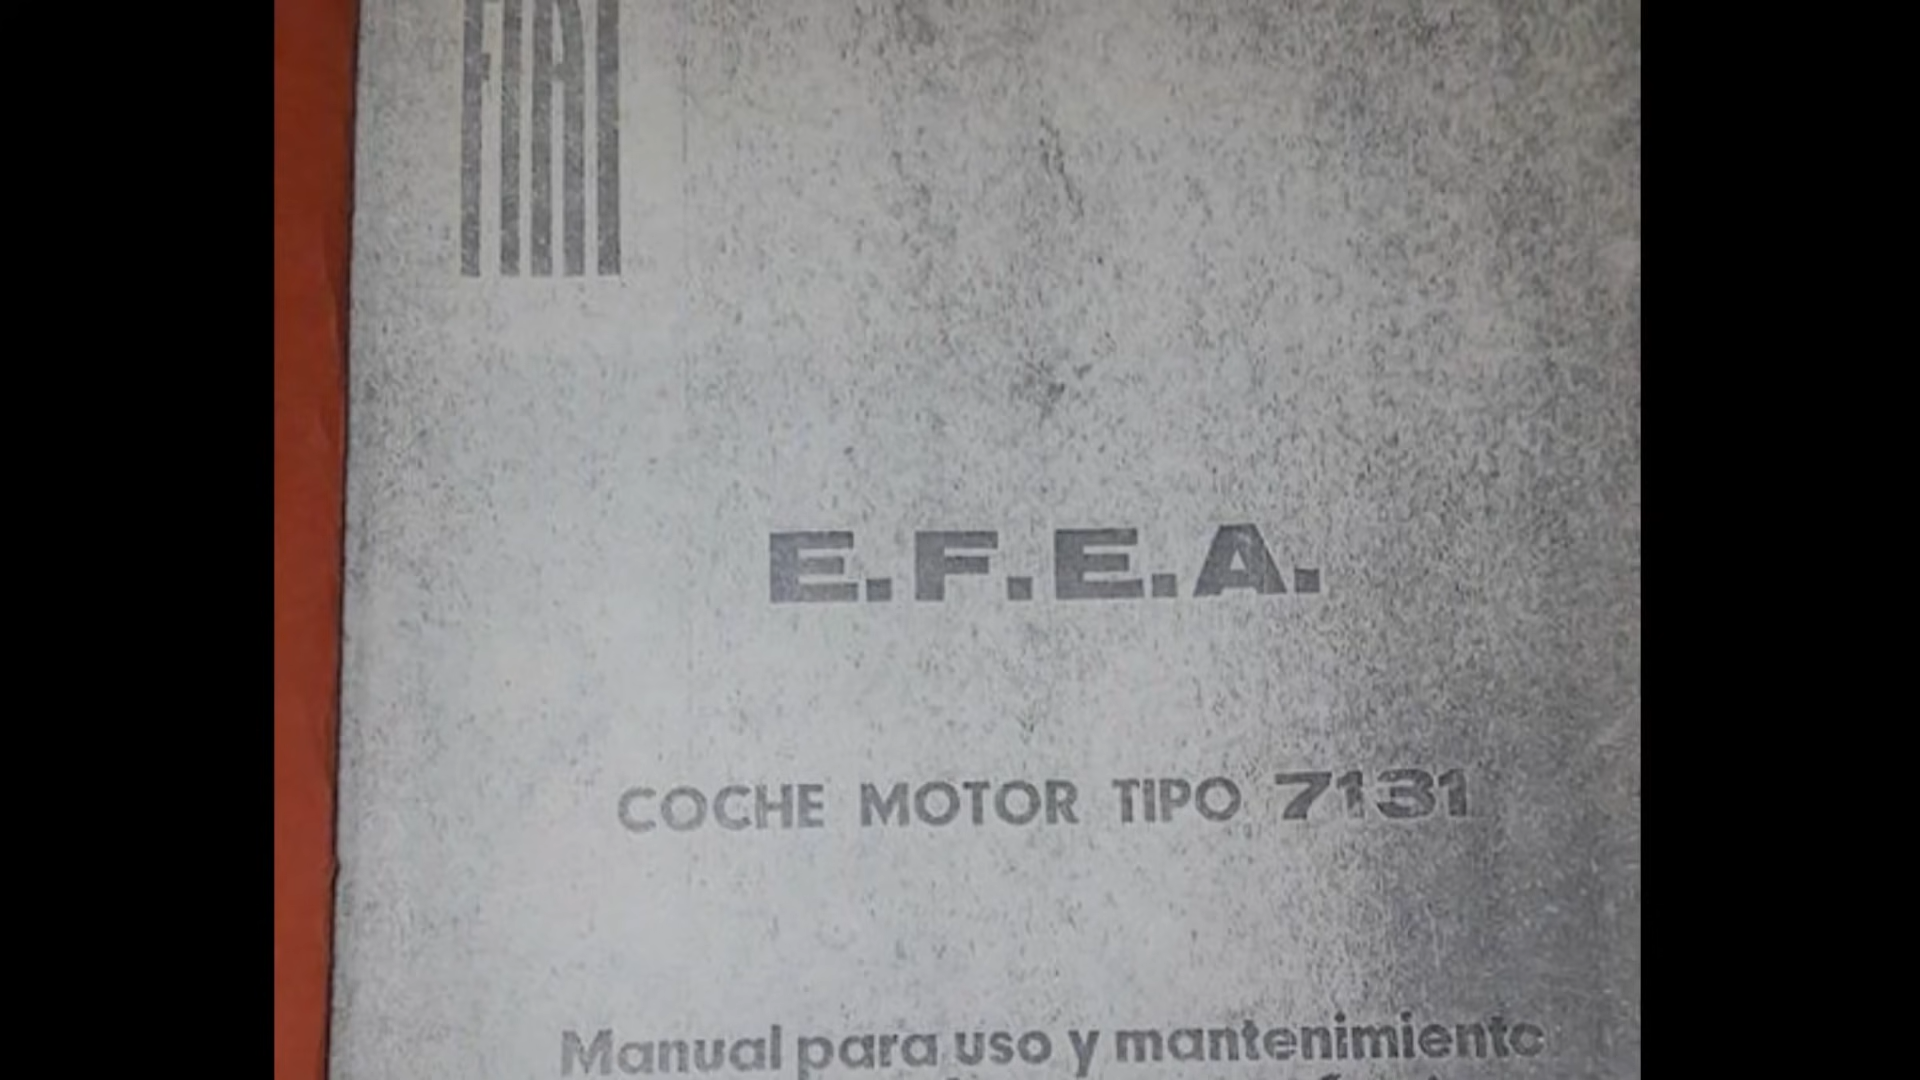 FIAT
E.F.E.A.
COCHE MOTOR TIPO 7131
Manual para uso y mantenimiento